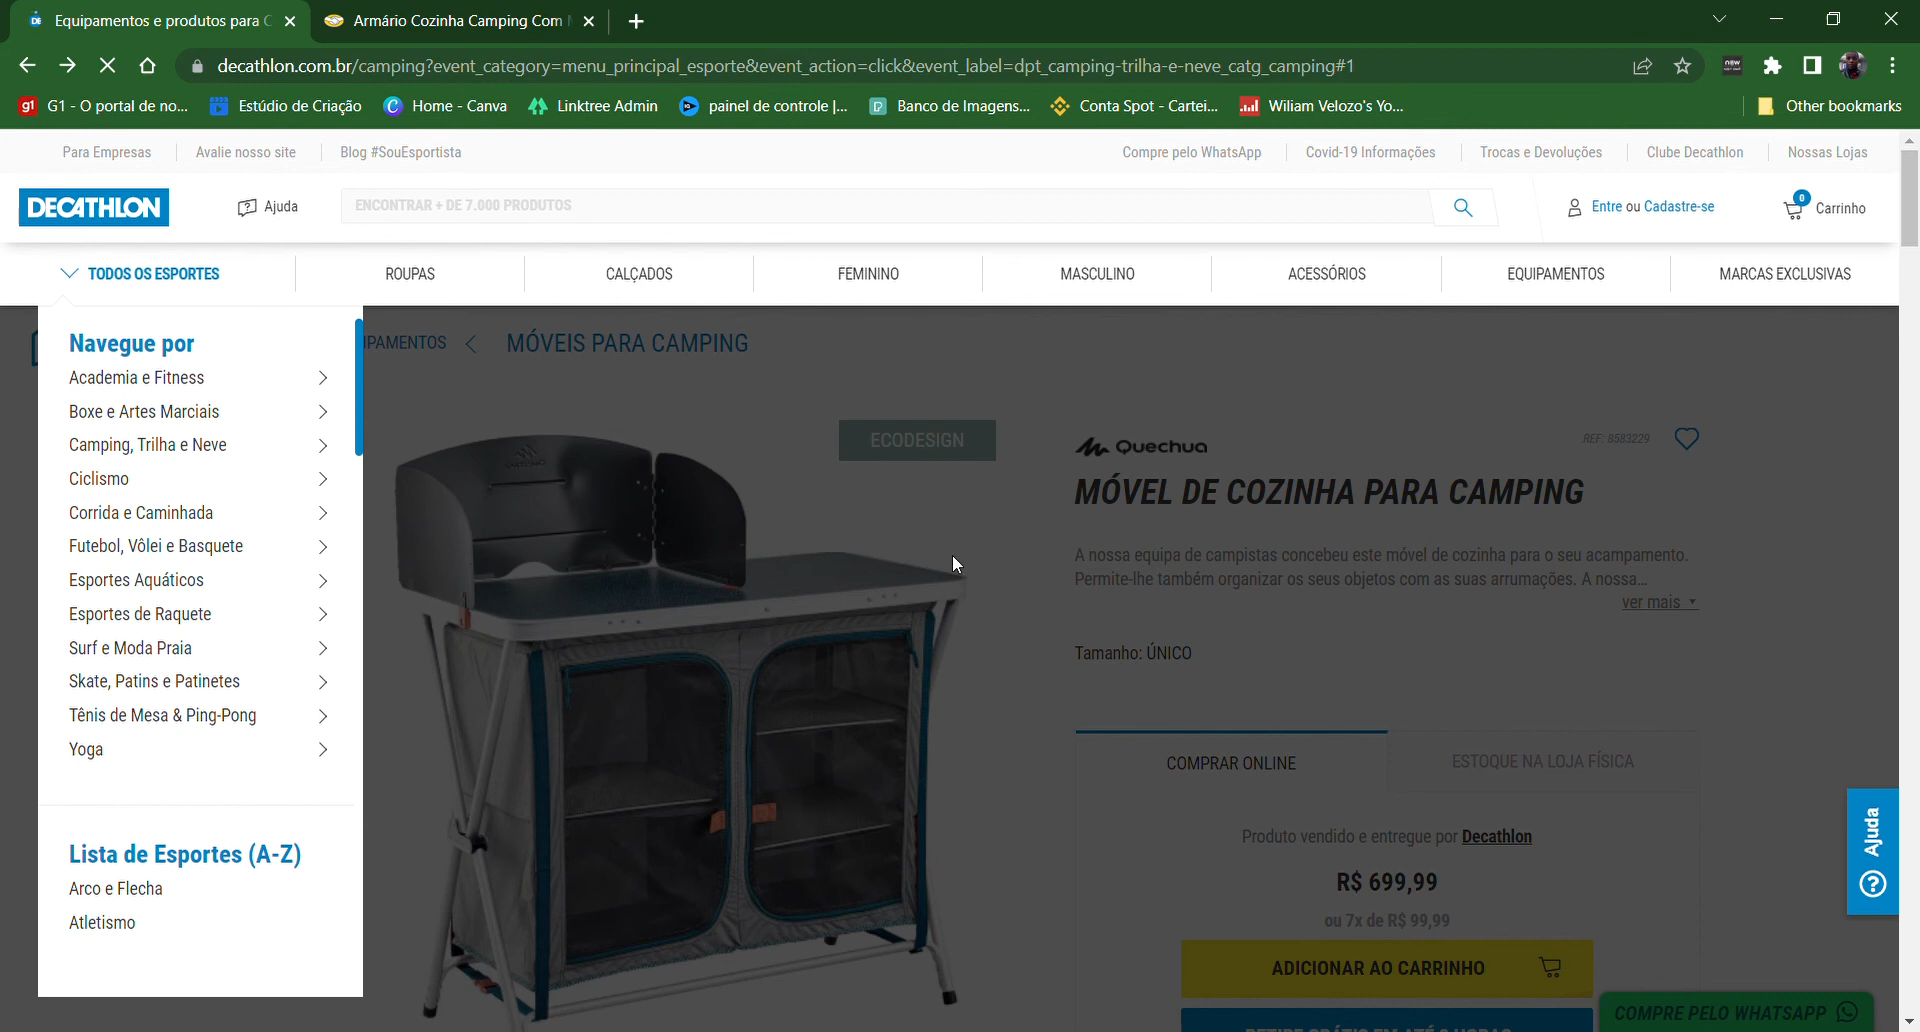 Equipamentos e produtos para C
Armário Cozinha Camping Com
decathlon.com.br/camping?event_category=menu_principal_esporte&event_action=click&event_label=dpt_camping-trilha-e-neve_catg_camping#1
G1 - O portal de no...
Estúdio de Criação
Home - Canva
Linktree Admin
painel de controle |...
Banco de Imagens...
Conta Spot - Cartei...
Wiliam Velozo's Yo...
Other bookmarks
Para Empresas
Avalie nosso site
Blog #SouEsportista
Compre pelo WhatsApp
Covid-19 Informações
Trocas e Devoluções
Clube Decathlon
Nossas Lojas
DECATHLON
Ajuda
ENCONTRAR + DE 7.000 PRODUTOS
Entre ou Cadastre-se
0
Carrinho
TODOS OS ESPORTES
ROUPAS
CALÇADOS
FEMININO
MASCULINO
ACESSÓRIOS
EQUIPAMENTOS
MARCAS EXCLUSIVAS
IPAMENTOS
MÓVEIS PARA CAMPING
Navegue por
Academia e Fitness
Boxe e Artes Marciais
Camping, Trilha e Neve
Ciclismo
Corrida e Caminhada
Futebol, Vôlei e Basquete
Esportes Aquáticos
Esportes de Raquete
Surf e Moda Praia
Skate, Patins e Patinetes
Tênis de Mesa & Ping-Pong
Yoga
Lista de Esportes (A-Z)
Arco e Flecha
Atletismo
ECODESIGN
Quechua
REF: 8583229
MÓVEL DE COZINHA PARA CAMPING
A nossa equipa de campistas concebeu este móvel de cozinha para o seu acampamento.
Permite-lhe também organizar os seus objetos com as suas arrumações. A nossa...
ver mais
Tamanho: ÚNICO
COMPRAR ONLINE
ESTOQUE NA LOJA FÍSICA
Produto vendido e entregue por Decathlon
R$ 699,99
ou 7x de R$ 99,99
ADICIONAR AO CARRINHO
RETIRE GRÁTIS EM ATÉ 2 HORAS
COMPRE PELO WHATSAPP
Ajuda